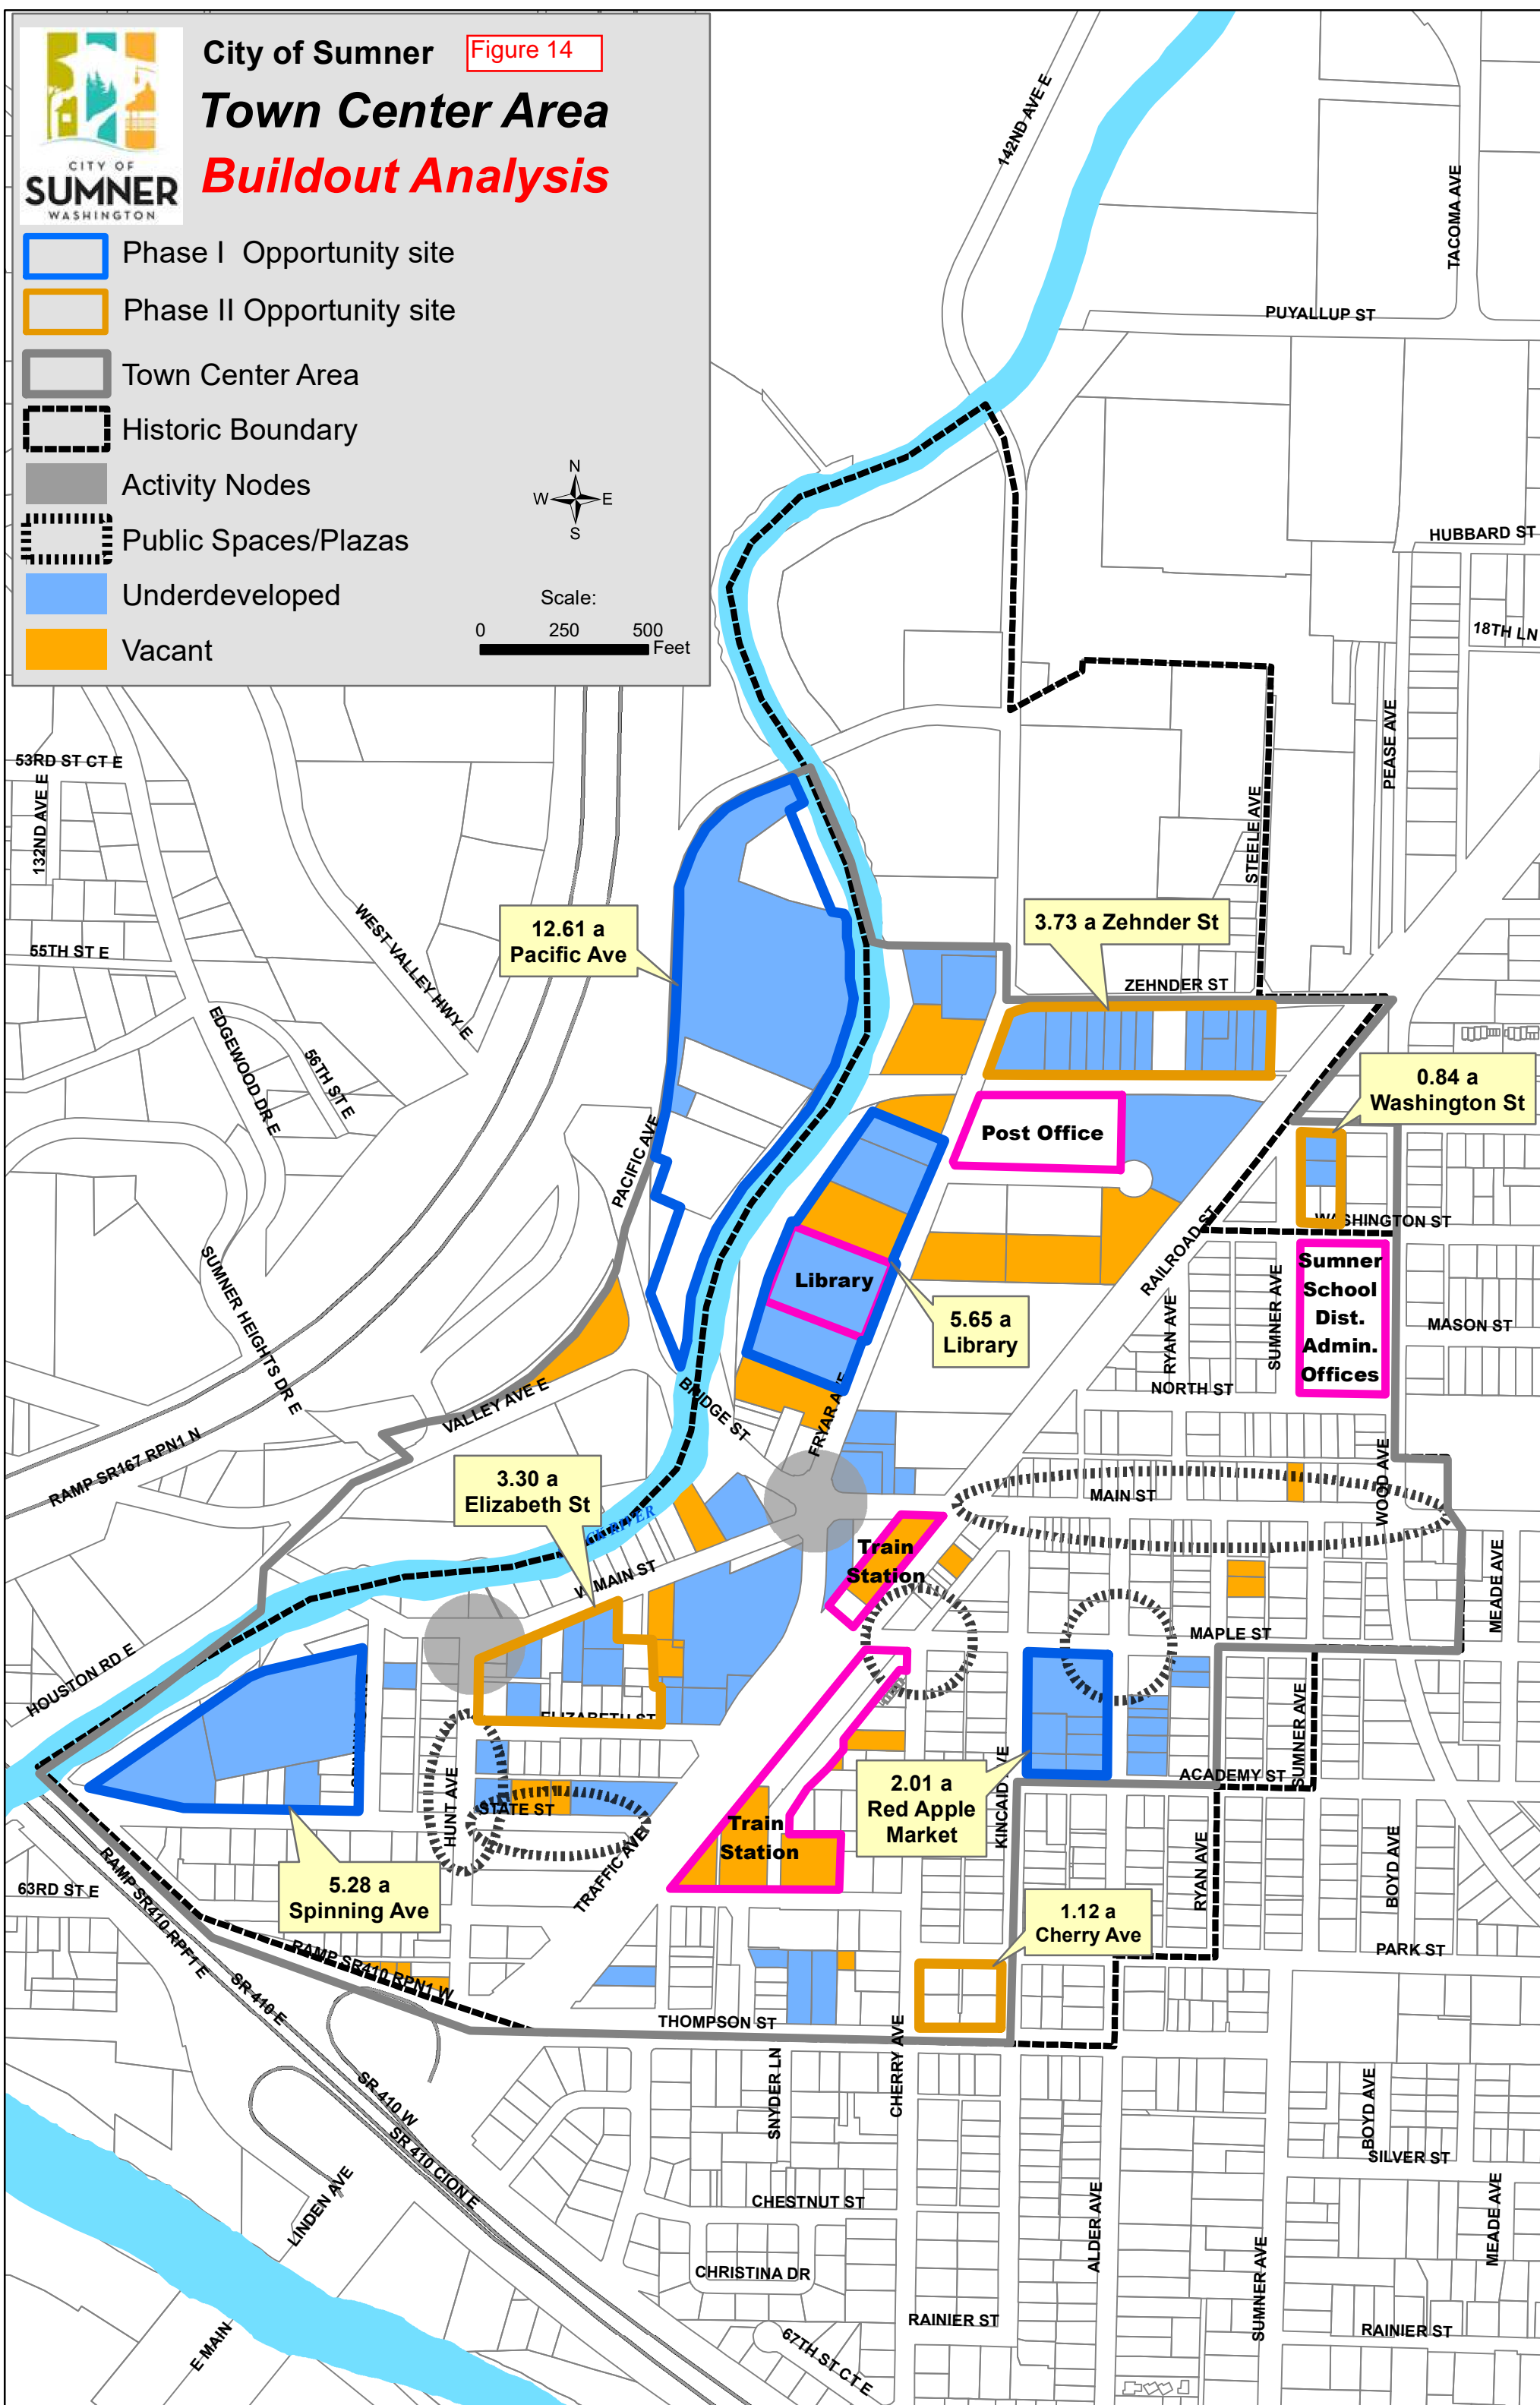 City of Sumner
Figure 14
Town Center Area
Buildout Analysis
CITY OF
SUMNER
WASHINGTON
Phase I Opportunity site
Phase II Opportunity site
Town Center Area
Historic Boundary
Activity Nodes
Public Spaces/Plazas
Underdeveloped
Vacant
N
W E
S
Scale:
0 250 500
Feet
142ND AVE E
TACOMA AVE
PUYALLUP ST
HUBBARD ST
18TH LN
PEASE AVE
STEELE AVE
53RD ST CT E
132ND AVE E
55TH ST E
WEST VALLEY HWY E
EDGEWOOD DR E
56TH ST E
12.61 a
Pacific Ave
3.73 a Zehnder St
ZEHNDER ST
0.84 a
Washington St
WASHINGTON ST
Post Office
PACIFIC AVE
RAILROAD ST
Library
5.65 a
Library
Sumner
School
Dist.
Admin.
Offices
SUMNER AVE
RYAN AVE
MASON ST
NORTH ST
SUMNER HEIGHTS DR E
VALLEY AVE E
BRIDGE ST
FRYAR AVE
RAMP SR167 RPN1 N
3.30 a
Elizabeth St
RIVER
W MAIN ST
MAIN ST
WOOD AVE
Train
Station
MEADE AVE
MAPLE ST
HOUSTON RD E
ELIZABETH ST
SUMNER AVE
ACADEMY ST
KINCAID AVE
2.01 a
Red Apple
Market
HUNT AVE
STATE ST
Train
Station
TRAFFIC AVE
5.28 a
Spinning Ave
63RD ST E
RAMP SR410 RPF1 E
RAMP SR410 RPN1 W
SR 410 E
1.12 a
Cherry Ave
RYAN AVE
BOYD AVE
PARK ST
THOMPSON ST
CHERRY AVE
SNYDER LN
SR 410 W
SR 410 CION E
BOYD AVE
SILVER ST
LINDEN AVE
CHESTNUT ST
ALDER AVE
MEADE AVE
SUMNER AVE
CHRISTINA DR
RAINIER ST
RAINIER ST
67TH ST CT E
E MAIN